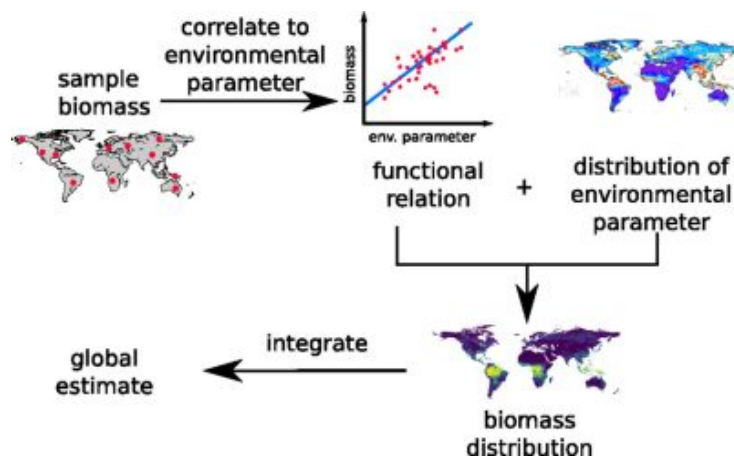 correlate to
environmental
parameter
sample
biomass
biomass
env. parameter
functional
relation
+
distribution of
environmental
parameter
integrate
global
estimate
biomass
distribution